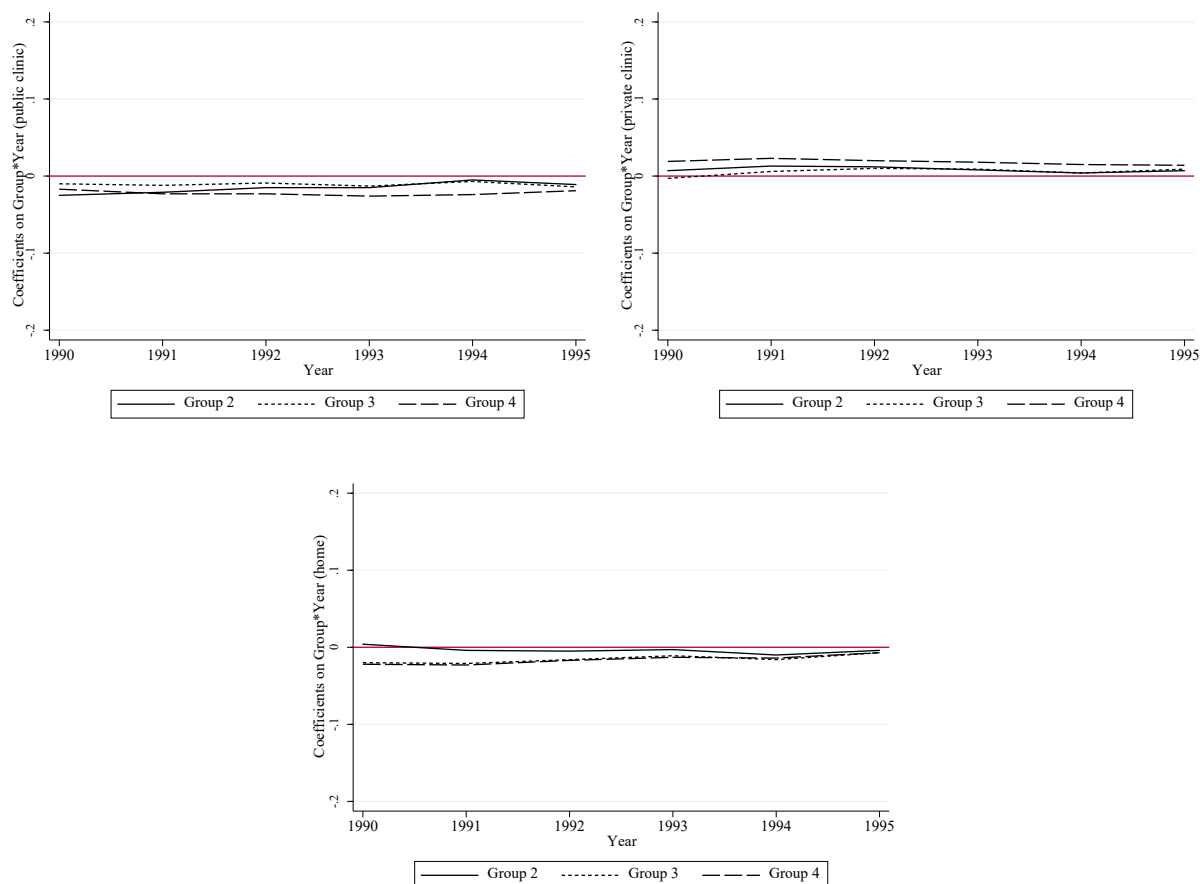 Coefficients on Group*Year (public clinic)
.2
.1
0
-.1
-.2
1990 1991 1992 1993 1994 1995
Year
Group 2 Group 3 Group 4
Coefficients on Group*Year (private clinic)
.2
.1
0
-.1
-.2
1990 1991 1992 1993 1994 1995
Year
Group 2 Group 3 Group 4
Coefficients on Group*Year (home)
.2
.1
0
-.1
-.2
1990 1991 1992 1993 1994 1995
Year
Group 2 Group 3 Group 4